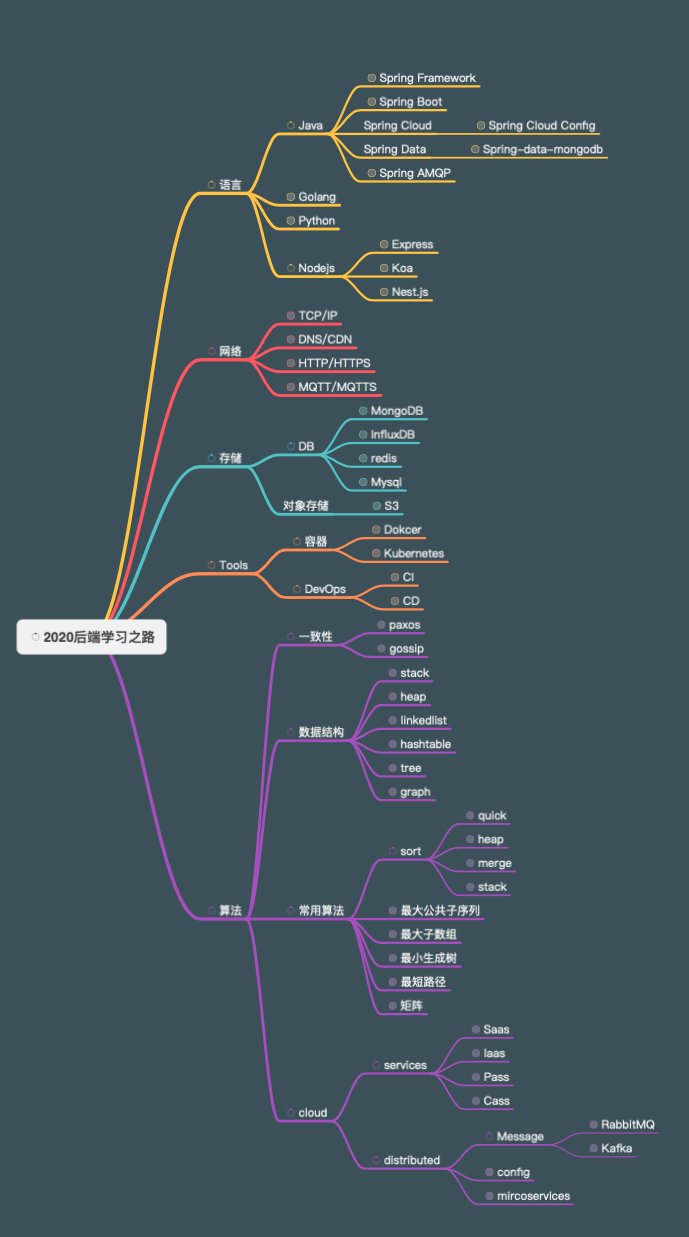 Spring Framework
Spring Boot
Java
Spring Cloud
Spring Cloud Config
Spring Data
Spring-data-mongodb
Spring AMQP
语言
Golang
Python
Express
Nodejs
Koa
Nest.js
TCP/IP
网络
DNS/CDN
HTTP/HTTPS
MQTT/MQTTS
MongoDB
DB
InfluxDB
存储
redis
Mysql
对象存储
S3
Dokcer
容器
Kubernetes
Tools
CI
DevOps
CD
2020后端学习之路
paxos
一致性
gossip
stack
heap
linkedlist
数据结构
hashtable
tree
graph
quick
heap
sort
merge
stack
算法
常用算法
最大公共子序列
最大子数组
最小生成树
最短路径
矩阵
Saas
Iaas
services
Pass
Cass
cloud
RabbitMQ
Message
Kafka
distributed
config
mircoservices